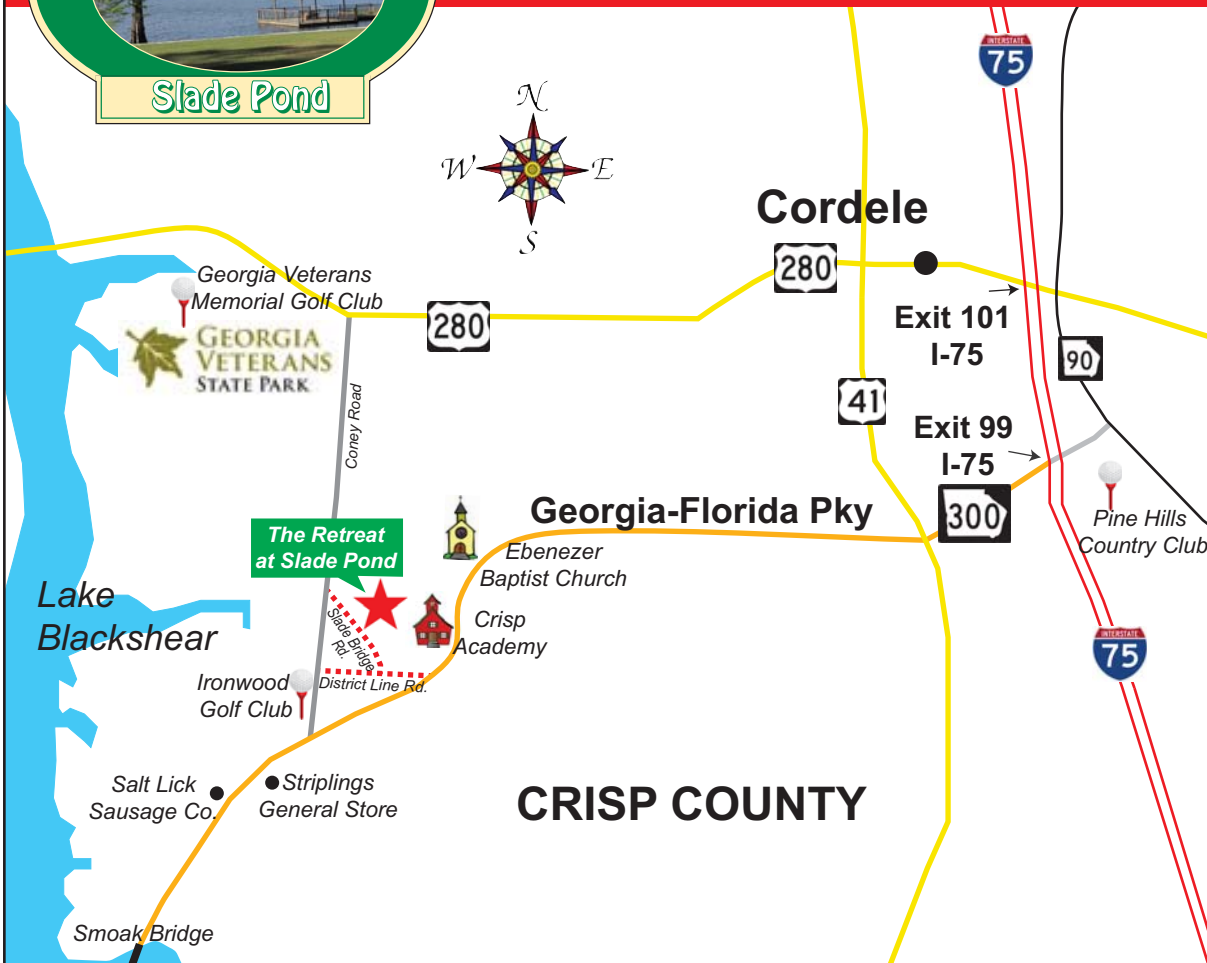 Slade Pond
INTERSTATE
75
N
W
E
S
Cordele
280
Georgia Veterans
Memorial Golf Club
GEORGIA
VETERANS
STATE PARK
280
Exit 101
I-75
90
Coney Road
41
Exit 99
I-75
Georgia-Florida Pky
300
Pine Hills
Country Club
The Retreat
at Slade Pond
Ebenezer
Baptist Church
Lake
Blackshear
Crisp
Academy
Slade Bridge
Rd.
INTERSTATE
75
Ironwood
Golf Club
District Line Rd.
Salt Lick
Sausage Co.
Striplings
General Store
CRISP COUNTY
Smoak Bridge